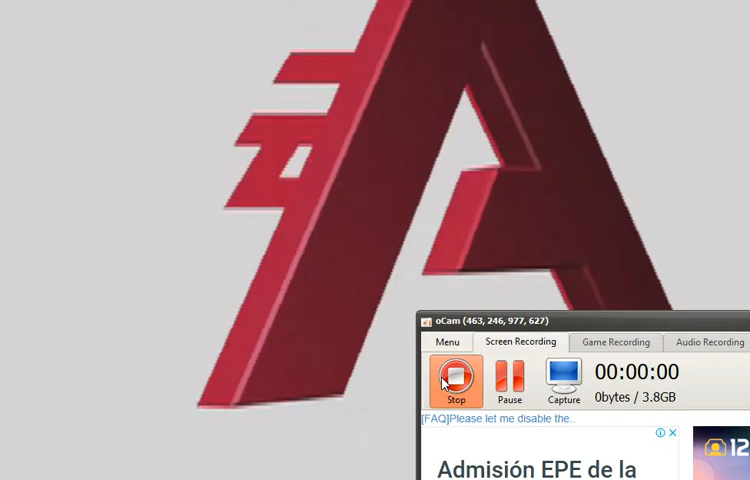 A
oCam (463, 246, 977, 627)
Menu Screen Recording Game Recording Audio Recording
Stop Pause Capture 00:00:00
0bytes / 3.8GB
[FAQ]Please let me disable the..
Admisión EPE de la
12